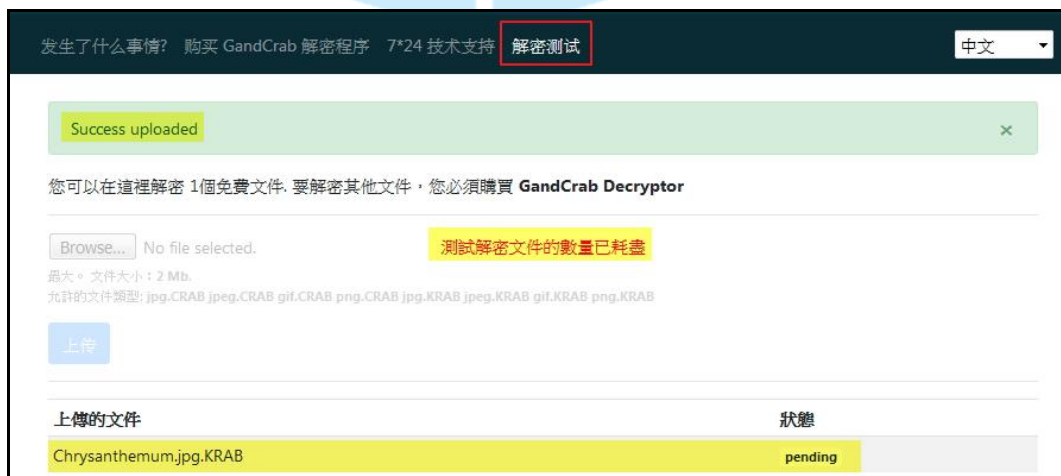 发生了什么事情? 购买 GandCrab 解密程序 7*24 技术支持 解密测试 中文
Success uploaded ×
您可以在這裡解密 1個免費文件. 要解密其他文件,您必須購買 GandCrab Decryptor
Browse... No file selected. 測試解密文件的數量已耗盡
最大。 文件大小:2 Mb.
允許的文件類型: jpg.CRAB jpeg.CRAB gif.CRAB png.CRAB jpg.KRAB jpeg.KRAB gif.KRAB png.KRAB
上传
上傳的文件 狀態
Chrysanthemum.jpg.KRAB pending